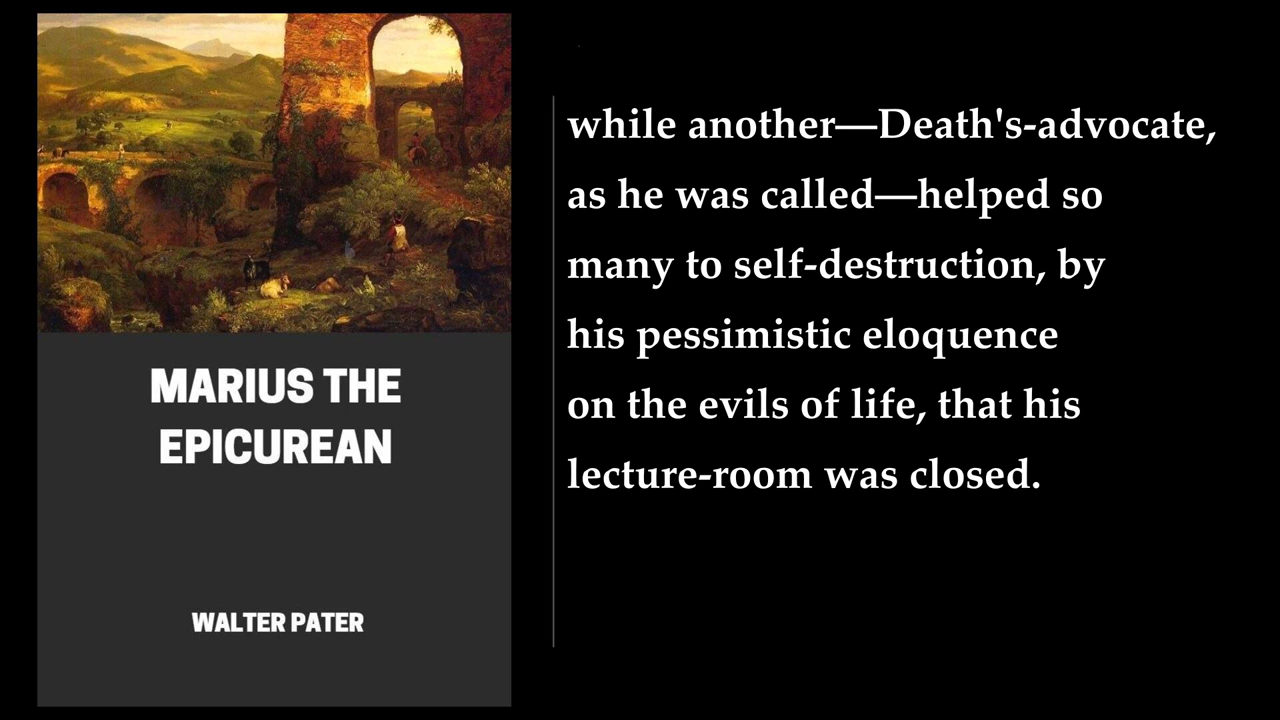 MARIUS THE
EPICUREAN
WALTER PATER
while another—Death's-advocate,
as he was called—helped so
many to self-destruction, by
his pessimistic eloquence
on the evils of life, that his
lecture-room was closed.